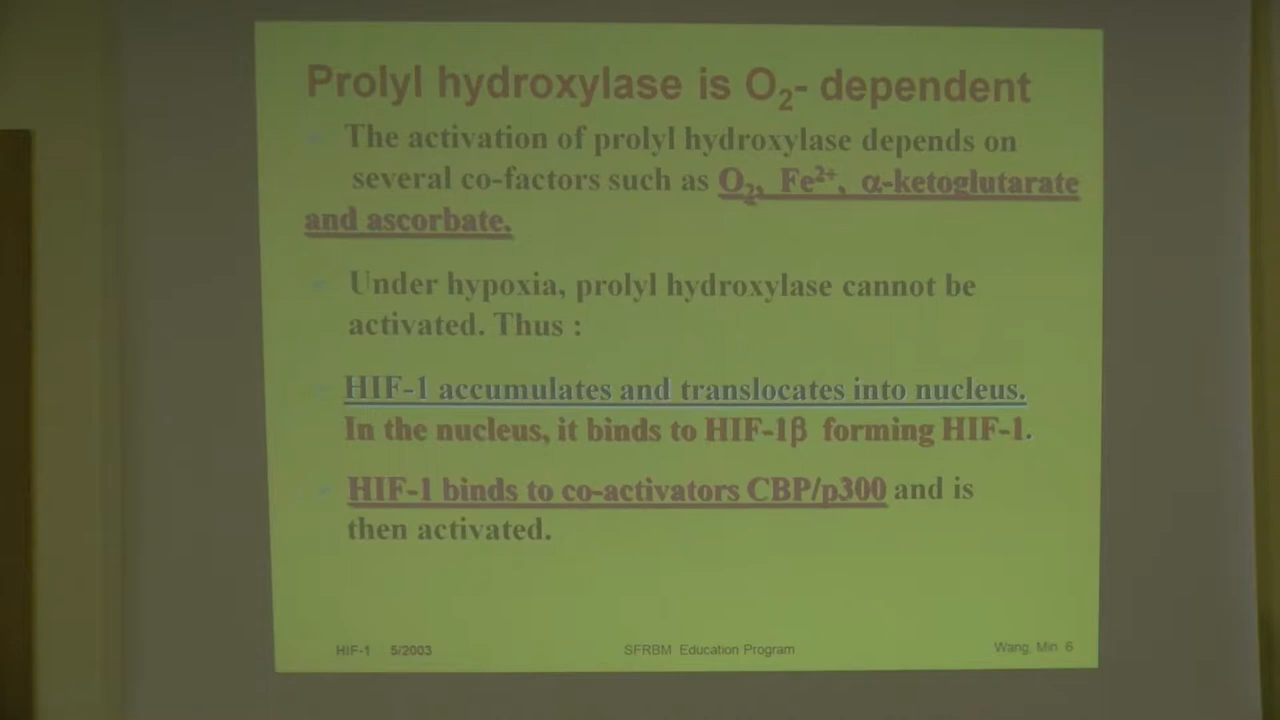 Prolyl hydroxylase is O₂- dependent
The activation of prolyl hydroxylase depends on
several co-factors such as O₂, Fe²⁺, α-ketoglutarate
and ascorbate.
Under hypoxia, prolyl hydroxylase cannot be
activated. Thus :
HIF-1 accumulates and translocates into nucleus.
In the nucleus, it binds to HIF-1β forming HIF-1.
HIF-1 binds to co-activators CBP/p300 and is
then activated.
HIF-1 5/2003 SFRBM Education Program Wang, Min 6